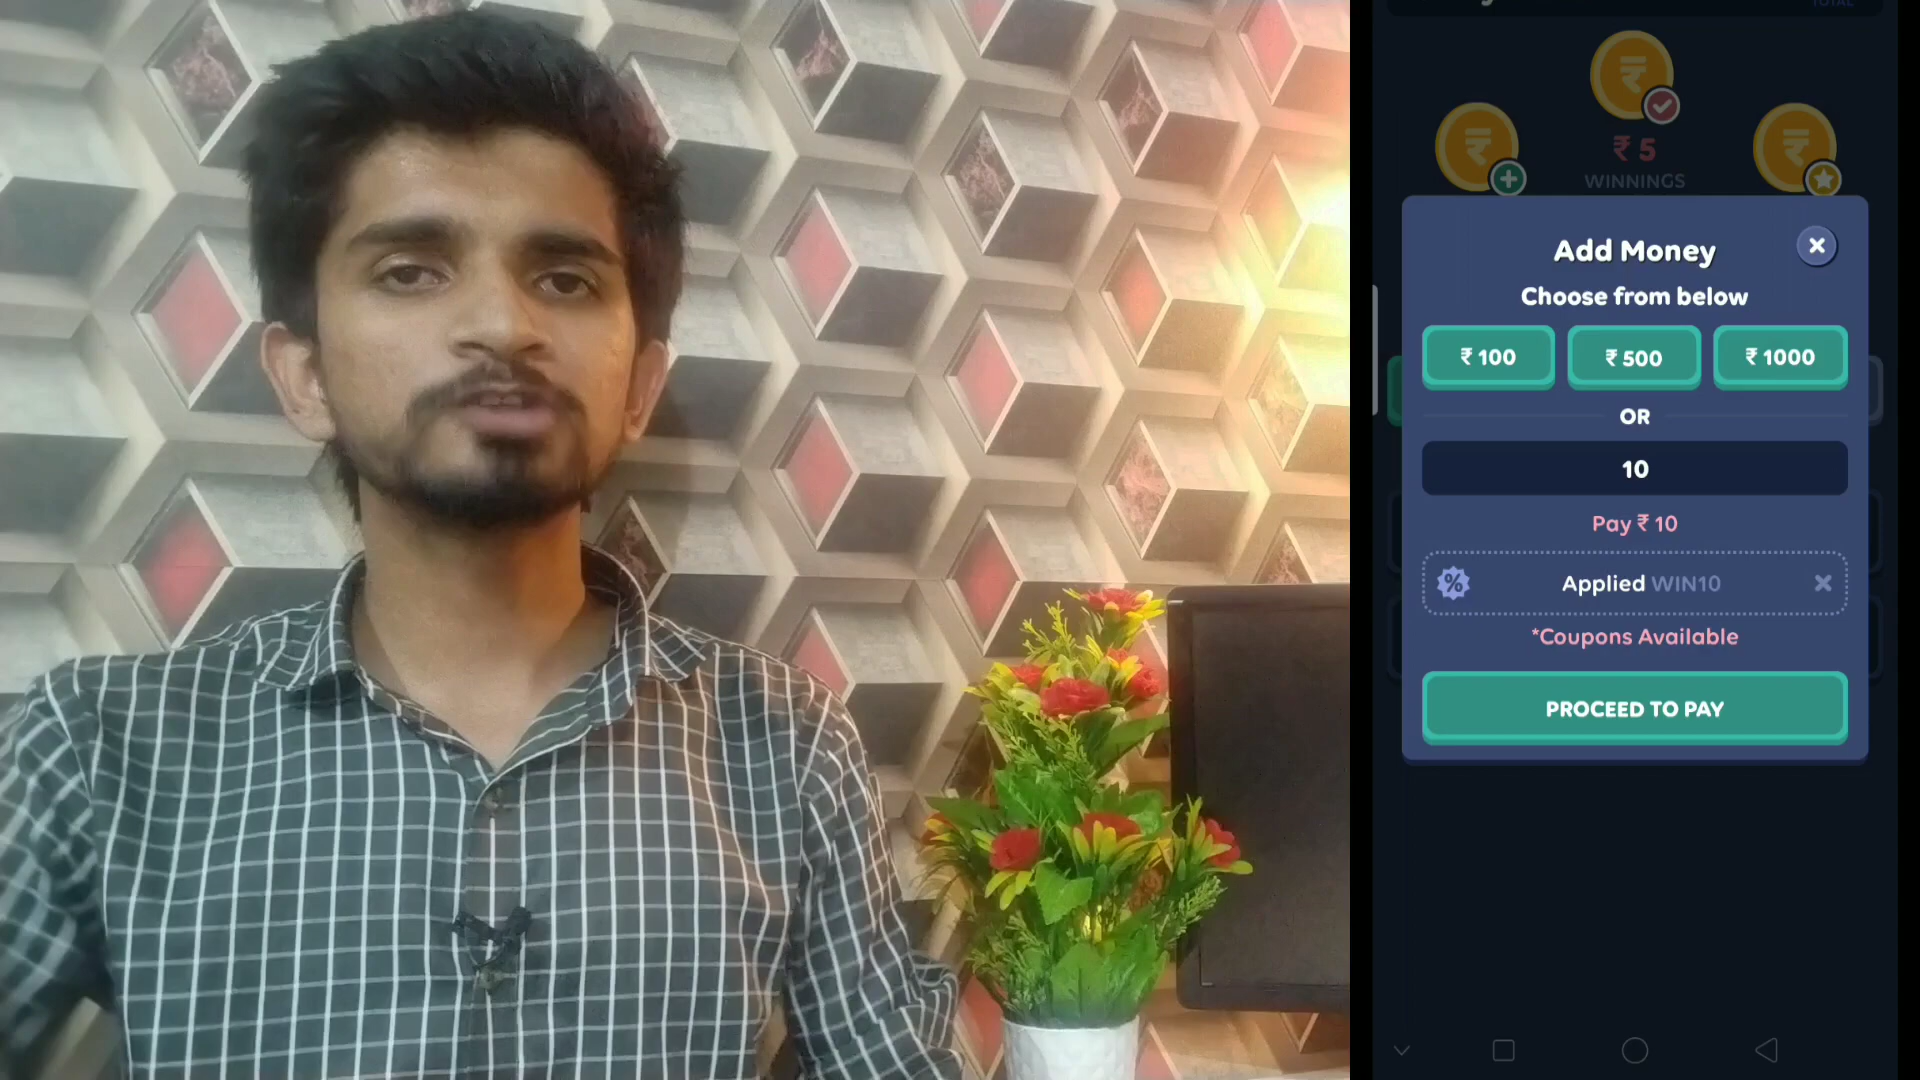 TOTAL
₹ 5
WINNINGS
Add Money
Choose from below
₹ 100
₹ 500
₹ 1000
OR
10
Pay ₹ 10
Applied WIN10
*Coupons Available
PROCEED TO PAY